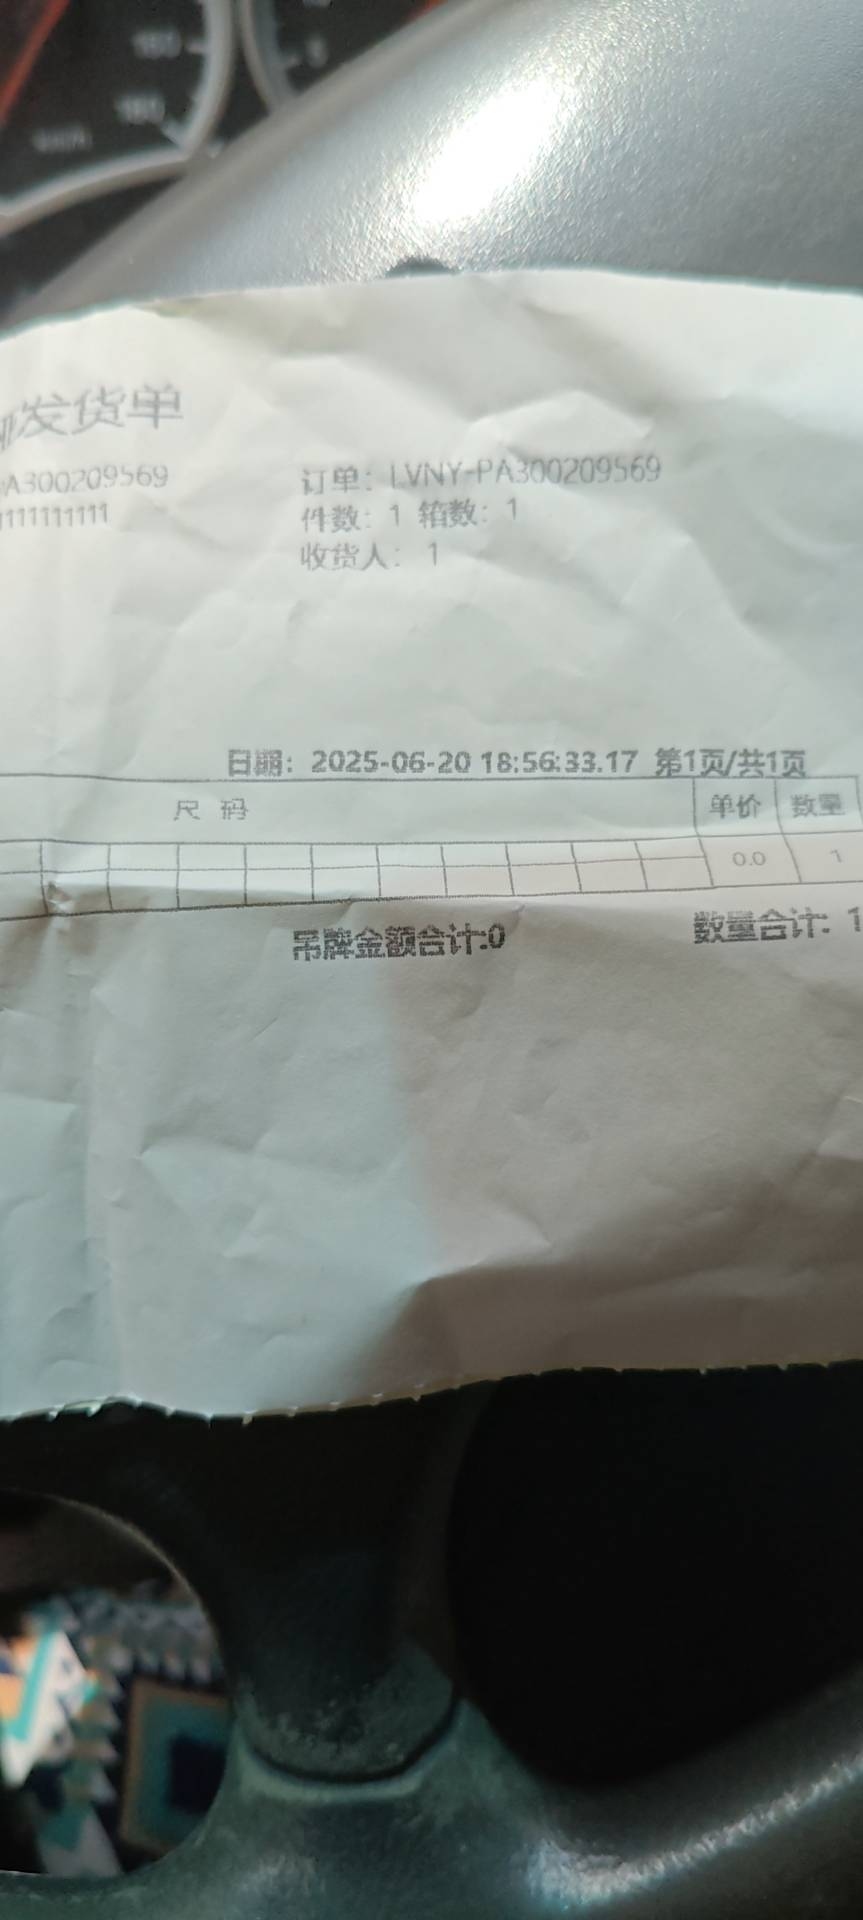 发货单
A300209569
订单: LVNY-PA300209569
1111111111
件数: 1 箱数: 1
收货人: 1
日期: 2025-06-20 18:56:33.17 第1页/共1页
尺 码 单价 数量
0.0 1
吊牌金额合计:0 数量合计: 1